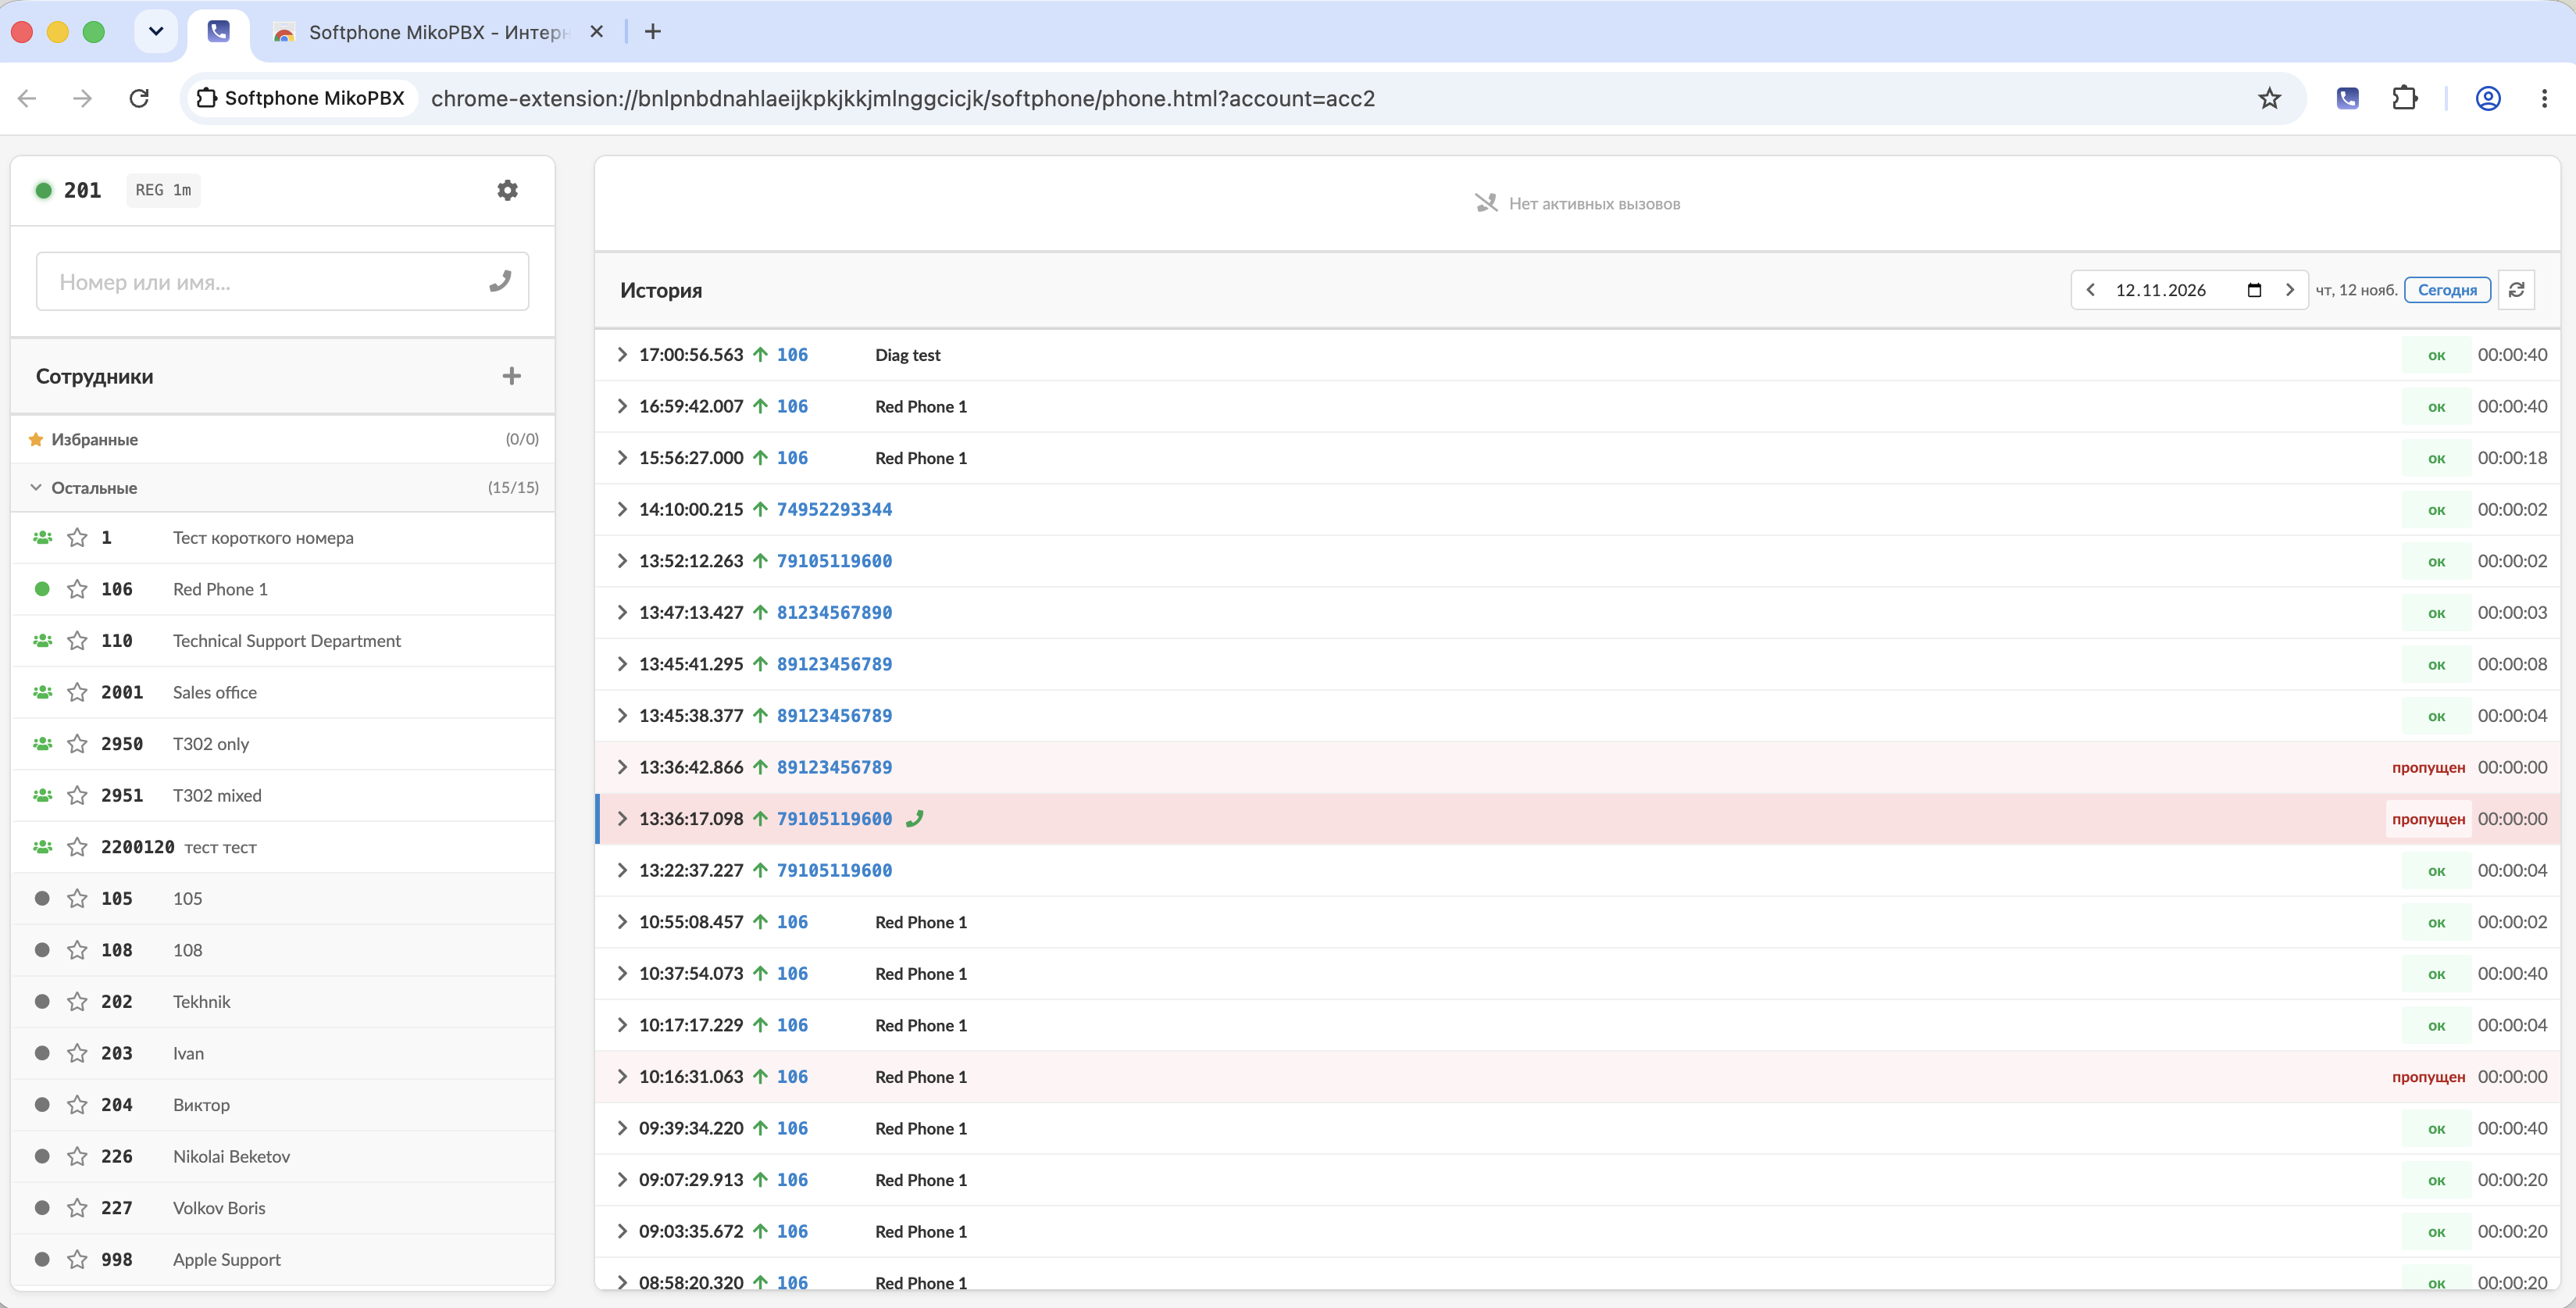 Softphone MikoPBX - Интерн
Softphone MikoPBX chrome-extension://bnlpnbdnahlaeijkpkjkkjmlnggcicjk/softphone/phone.html?account=acc2
201 REG 1m
Номер или имя...
Сотрудники
Избранные (0/0)
Остальные (15/15)
1 Тест короткого номера
106 Red Phone 1
110 Technical Support Department
2001 Sales office
2950 T302 only
2951 T302 mixed
2200120 тест тест
105 105
108 108
202 Tekhnik
203 Ivan
204 Виктор
226 Nikolai Beketov
227 Volkov Boris
998 Apple Support
Нет активных вызовов
История 12.11.2026 чт, 12 нояб. Сегодня
17:00:56.563 106 Diag test ок 00:00:40
16:59:42.007 106 Red Phone 1 ок 00:00:40
15:56:27.000 106 Red Phone 1 ок 00:00:18
14:10:00.215 74952293344 ок 00:00:02
13:52:12.263 79105119600 ок 00:00:02
13:47:13.427 81234567890 ок 00:00:03
13:45:41.295 89123456789 ок 00:00:08
13:45:38.377 89123456789 ок 00:00:04
13:36:42.866 89123456789 пропущен 00:00:00
13:36:17.098 79105119600 пропущен 00:00:00
13:22:37.227 79105119600 ок 00:00:04
10:55:08.457 106 Red Phone 1 ок 00:00:02
10:37:54.073 106 Red Phone 1 ок 00:00:40
10:17:17.229 106 Red Phone 1 ок 00:00:04
10:16:31.063 106 Red Phone 1 пропущен 00:00:00
09:39:34.220 106 Red Phone 1 ок 00:00:40
09:07:29.913 106 Red Phone 1 ок 00:00:20
09:03:35.672 106 Red Phone 1 ок 00:00:20
08:58:20.320 106 Red Phone 1 ок 00:00:20